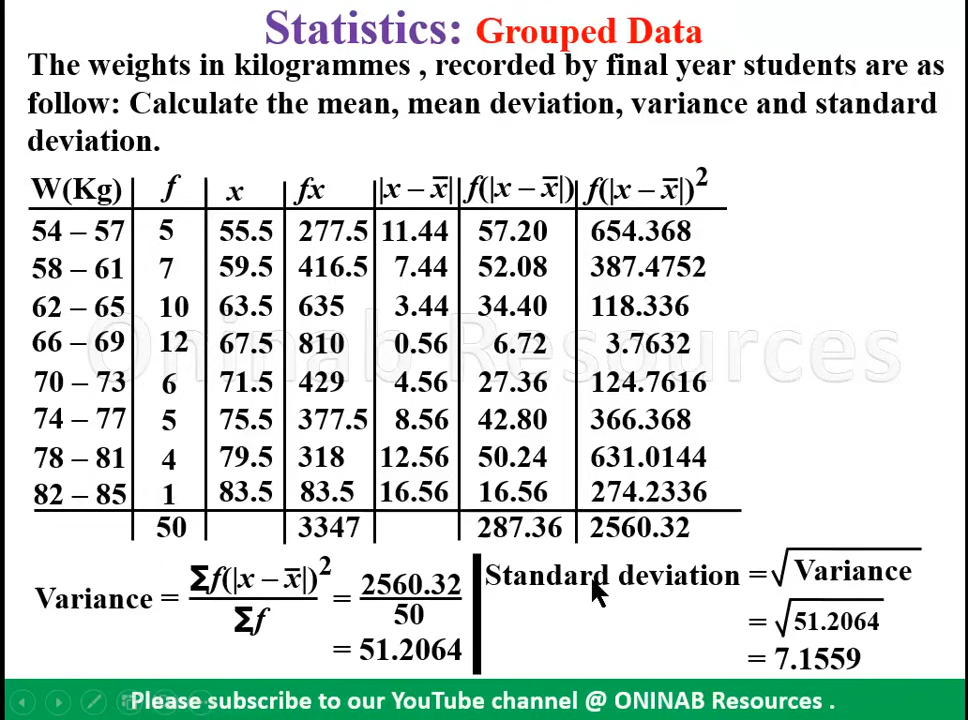 Statistics: Grouped Data
The weights in kilogrammes , recorded by final year students are as
follow: Calculate the mean, mean deviation, variance and standard
deviation.
W(Kg) f x fx |x – x̅| f(|x – x̅|) f(|x – x̅|)²
54 – 57 5 55.5 277.5 11.44 57.20 654.368
58 – 61 7 59.5 416.5 7.44 52.08 387.4752
62 – 65 10 63.5 635 3.44 34.40 118.336
66 – 69 12 67.5 810 0.56 6.72 3.7632
70 – 73 6 71.5 429 4.56 27.36 124.7616
74 – 77 5 75.5 377.5 8.56 42.80 366.368
78 – 81 4 79.5 318 12.56 50.24 631.0144
82 – 85 1 83.5 83.5 16.56 16.56 274.2336
50 3347 287.36 2560.32
Oninab Resources
Variance = Σf(|x – x̅|)² / Σf = 2560.32 / 50
= 51.2064
Standard deviation = √Variance
= √51.2064
= 7.1559
Please subscribe to our YouTube channel @ ONINAB Resources .